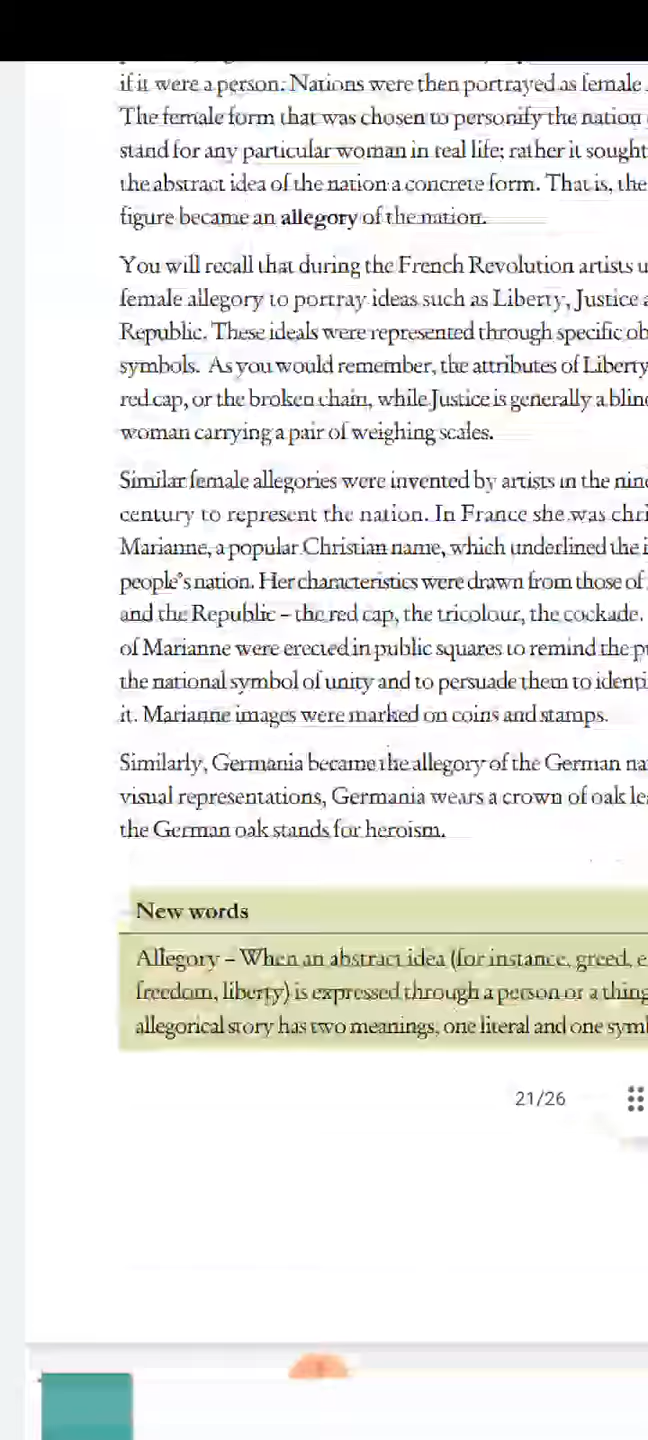 if it were a person. Nations were then portrayed as female
The female form that was chosen to personify the nation
stand for any particular woman in real life; rather it sought
the abstract idea of the nation a concrete form. That is, the
figure became an allegory of the nation.
You will recall that during the French Revolution artists u
female allegory to portray ideas such as Liberty, Justice a
Republic. These ideals were represented through specific ob
symbols. As you would remember, the attributes of Liberty
red cap, or the broken chain, while Justice is generally a blin
woman carrying a pair of weighing scales.
Similar female allegories were invented by artists in the nine
century to represent the nation. In France she was chri
Marianne, a popular Christian name, which underlined the i
people's nation. Her characteristics were drawn from those of
and the Republic – the red cap, the tricolour, the cockade.
of Marianne were erected in public squares to remind the p
the national symbol of unity and to persuade them to identi
it. Marianne images were marked on coins and stamps.
Similarly, Germania became the allegory of the German na
visual representations, Germania wears a crown of oak le
the German oak stands for heroism.
New words
Allegory – When an abstract idea (for instance, greed, e
freedom, liberty) is expressed through a person or a thing
allegorical story has two meanings, one literal and one sym
21/26